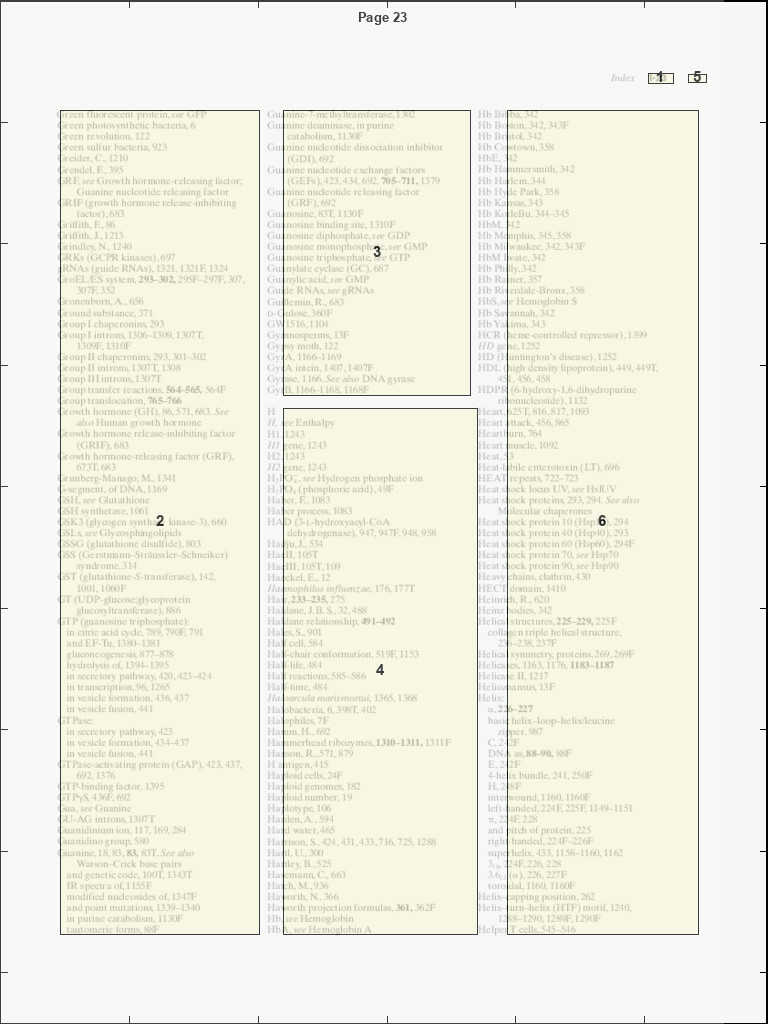 Page 23
Index 1 5
Green fluorescent protein, see GFP
Green photosynthetic bacteria, 6
Green revolution, 122
Green sulfur bacteria, 923
Greider, C., 1210
Grendel, F., 395
GRF, see Growth hormone-releasing factor;
Guanine nucleotide releasing factor
GRIF (growth hormone release-inhibiting
factor), 683
Griffith, F., 86
Griffith, J., 1213
Grindley, N., 1240
GRKs (GCPR kinases), 697
gRNAs (guide RNAs), 1321, 1321F, 1324
GroEL/ES system, 293–302, 295F–297F, 307,
307F, 352
Gronenborn, A., 656
Ground substance, 371
Group I chaperonins, 293
Group I introns, 1306–1309, 1307T,
1309F, 1310F
Group II chaperonins, 293, 301–302
Group II introns, 1307T, 1308
Group III introns, 1307T
Group transfer reactions, 564–565, 564F
Group translocation, 765–766
Growth hormone (GH), 86, 571, 683. See
also Human growth hormone
Growth hormone release-inhibiting factor
(GRIF), 683
Growth hormone-releasing factor (GRF),
673T, 683
Grunberg-Manago, M., 1341
G-segment, of DNA, 1169
GSH, see Glutathione
GSH synthetase, 1061
GSK3 (glycogen synthase kinase-3), 660
GSLs, see Glycosphingolipids
GSSG (glutathione disulfide), 803
GSS (Gerstmann-Sträussler-Schneiker)
syndrome, 314
GST (glutathione-S-transferase), 142,
1001, 1060F
GT (UDP-glucose:glycoprotein
glucosyltransferase), 886
GTP (guanosine triphosphate):
in citric acid cycle, 789, 790F, 791
and EF-Tu, 1380–1381
gluconeogenesis, 877–878
hydrolysis of, 1394–1395
in secretory pathway, 420, 423–424
in transcription, 96, 1265
in vesicle formation, 436, 437
in vesicle fusion, 441
GTPase:
in secretory pathway, 423
in vesicle formation, 434–437
in vesicle fusion, 441
GTPase-activating protein (GAP), 423, 437,
692, 1376
GTP-binding factor, 1395
GTPγS, 436F, 692
Gua, see Guanine
GU-AG introns, 1307T
Guanidinium ion, 117, 169, 284
Guanidino group, 580
Guanine, 18, 83, 83, 83T. See also
Watson–Crick base pairs
and genetic code, 100T, 1343T
IR spectra of, 1155F
modified nucleosides of, 1347F
and point mutations, 1339–1340
in purine catabolism, 1130F
tautomeric forms, 88F
Guanine-7-methyltransferase, 1302
Guanine deaminase, in purine
catabolism, 1130F
Guanine nucleotide dissociation inhibitor
(GDI), 692
Guanine nucleotide exchange factors
(GEFs), 423, 434, 692, 705–711, 1379
Guanine nucleotide releasing factor
(GRF), 692
Guanosine, 83T, 1130F
Guanosine binding site, 1310F
Guanosine diphosphate, see GDP
Guanosine monophosphate, see GMP
Guanosine triphosphate, see GTP
3
Guanylate cyclase (GC), 687
Guanylic acid, see GMP
Guide RNAs, see gRNAs
Guillemin, R., 683
D-Gulose, 360F
GW1516, 1104
Gymnosperms, 13F
Gypsy moth, 122
GyrA, 1166–1169
GyrA intein, 1407, 1407F
Gyrase, 1166. See also DNA gyrase
GyrB, 1166–1168, 1168F
H
H, see Enthalpy
H1, 1243
H1 gene, 1243
H2, 1243
H2 gene, 1243
H₂PO₄⁻, see Hydrogen phosphate ion
H₃PO₄ (phosphoric acid), 49F
Haber, F., 1083
Haber process, 1083
HAD (3-L-hydroxyacyl-CoA
dehydrogenase), 947, 947F, 948, 958
Hadju, J., 534
HaeII, 105T
HaeIII, 105T, 109
Haeckel, E., 12
Haemophilus influenzae, 176, 177T
Hair, 233–235, 275
Haldane, J. B. S., 32, 488
Haldane relationship, 491–492
Hales, S., 901
Half cell, 584
Half-chair conformation, 519F, 1153
Half-life, 484
4
Half reactions, 585–586
Half-time, 484
Haloarcula marismortui, 1365, 1368
Halobacteria, 6, 398T, 402
Halophiles, 7F
Hamm, H., 692
Hammerhead ribozymes, 1310–1311, 1311F
Hanson, R., 571, 879
H antigen, 415
Haploid cells, 24F
Haploid genomes, 182
Haploid number, 19
Haplotype, 106
Harden, A., 594
Hard water, 465
Harrison, S., 424, 431, 433, 716, 725, 1288
Hartl, U., 300
Hartley, B., 525
Hasemann, C., 663
Hatch, M., 936
Haworth, N., 366
Haworth projection formulas, 361, 362F
Hb, see Hemoglobin
HbA, see Hemoglobin A
Hb Bibba, 342
Hb Boston, 342, 343F
Hb Bristol, 342
Hb Cowtown, 358
HbE, 342
Hb Hammersmith, 342
Hb Harlem, 344
Hb Hyde Park, 358
Hb Kansas, 343
Hb KorleBu, 344–345
HbM, 342
Hb Memphis, 345, 358
Hb Milwaukee, 342, 343F
HbM Iwate, 342
Hb Philly, 342
Hb Rainer, 357
Hb Riverdale-Bronx, 358
HbS, see Hemoglobin S
Hb Savannah, 342
Hb Yakima, 343
HCR (heme-controlled repressor), 1399
HD gene, 1252
HD (Huntington's disease), 1252
HDL (high density lipoprotein), 449, 449T,
451, 456, 458
HDPR (6-hydroxy-1,6-dihydropurine
ribonucleoside), 1132
Heart, 625T, 816, 817, 1093
Heart attack, 456, 865
Heartburn, 764
Heart muscle, 1092
Heat, 53
Heat-labile enterotoxin (LT), 696
HEAT repeats, 722–723
Heat shock locus UV, see HslUV
Heat shock proteins, 293, 294. See also
Molecular chaperones
Heat shock protein 10 (Hsp10), 294
6
Heat shock protein 40 (Hsp40), 293
Heat shock protein 60 (Hsp60), 294F
Heat shock protein 70, see Hsp70
Heat shock protein 90, see Hsp90
Heavy chains, clathrin, 430
HECT domain, 1410
Heinrich, R., 620
Heinz bodies, 342
Helical structures, 225–229, 225F
collagen triple helical structure,
236–238, 237F
Helical symmetry, proteins, 269, 269F
Helicases, 1163, 1176, 1183–1187
Helicase II, 1217
Heliozoansus, 13F
Helix:
α, 226–227
basic helix–loop–helix/leucine
zipper, 987
C, 242F
DNA as, 88–90, 88F
E, 242F
4-helix bundle, 241, 250F
H, 248F
interwound, 1160, 1160F
left-handed, 224F, 225F, 1149–1151
π, 224F, 228
and pitch of protein, 225
right-handed, 224F–226F
superhelix, 433, 1158–1160, 1162
3₁₀, 224F, 226, 228
3.6₁₃ (α), 226, 227F
toroidal, 1160, 1160F
Helix-capping position, 262
Helix–turn–helix (HTF) motif, 1240,
1288–1290, 1289F, 1290F
Helper T cells, 545–546
2